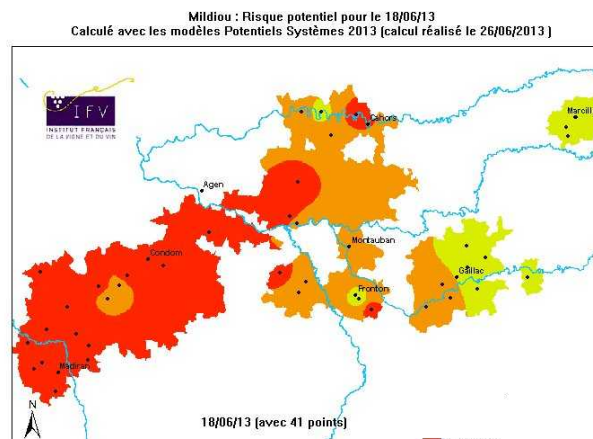 Mildiou : Risque potentiel pour le 18/06/13
Calculé avec les modèles Potentiels Systèmes 2013 (calcul réalisé le 26/06/2013 )
IFV
INSTITUT FRANÇAIS
DE LA VIGNE ET DU VIN
Cahors
Marcill
Agen
Montauban
Condom
Gaillac
Fronton
Madiran
N
18/06/13 (avec 41 points)